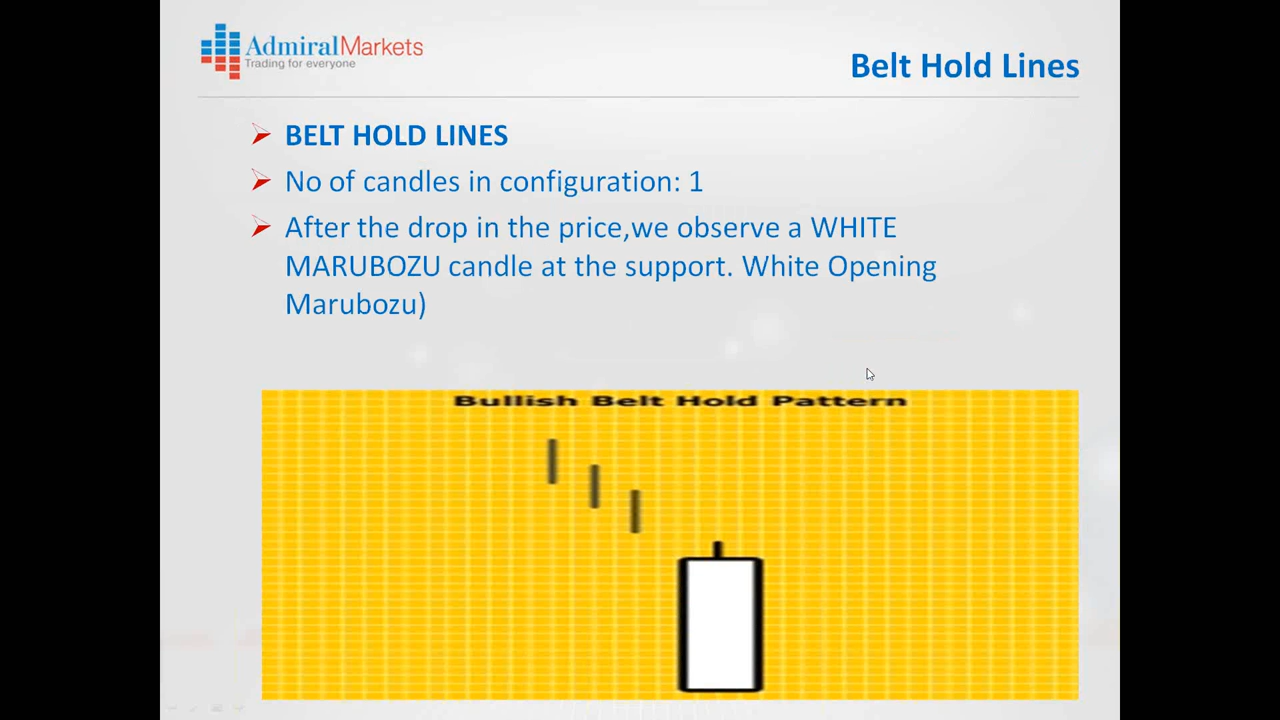 AdmiralMarkets
Trading for everyone
Belt Hold Lines
BELT HOLD LINES
No of candles in configuration: 1
After the drop in the price,we observe a WHITE
MARUBOZU candle at the support. White Opening
Marubozu)
Bullish Belt Hold Pattern